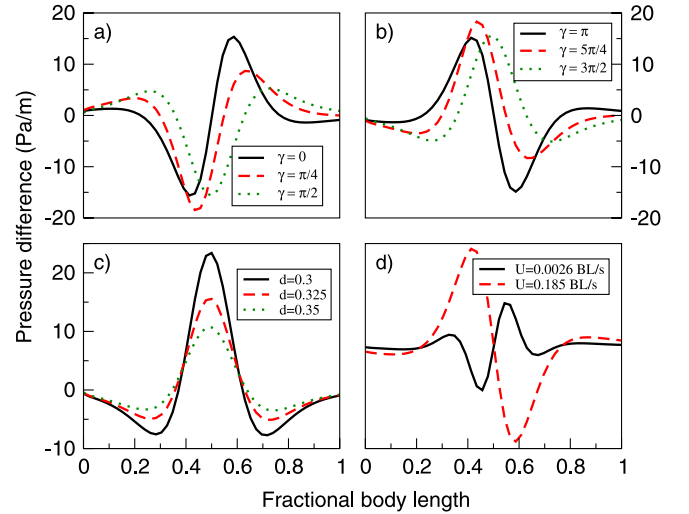 20
10
0
-10
-20
a)
γ = 0
γ = π/4
γ = π/2
b)
γ = π
γ = 5π/4
γ = 3π/2
20
10
0
-10
-20
Pressure difference (Pa/m)
20
10
0
-10
c)
d=0.3
d=0.325
d=0.35
d)
U=0.0026 BL/s
U=0.185 BL/s
0 0.2 0.4 0.6 0.8 1
0.2 0.4 0.6 0.8 1
Fractional body length